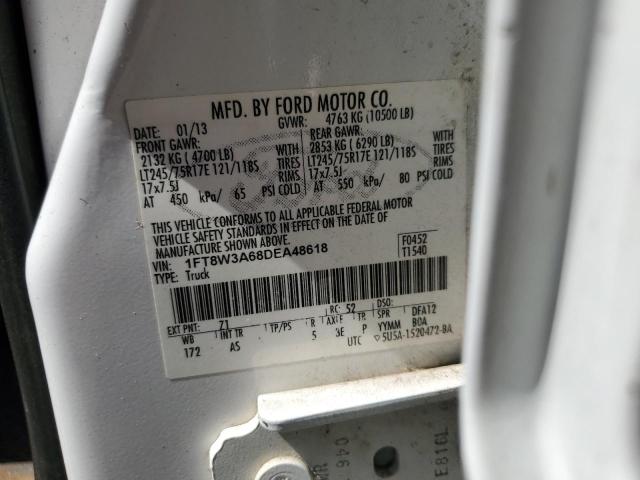 MFD. BY FORD MOTOR CO.
DATE: 01/13 GVWR: 4763 KG (10500 LB)
FRONT GAWR: REAR GAWR:
2132 KG (4700 LB) 2853 KG (6290 LB)
LT245/75R17E 121/118S TIRES LT245/75R17E 121/118S TIRES
17x7.5J RIMS 17x7.5J RIMS
AT 450 kPa/ 65 PSI COLD AT 550 kPa/ 80 PSI COLD
THIS VEHICLE CONFORMS TO ALL APPLICABLE FEDERAL MOTOR
VEHICLE SAFETY STANDARDS IN EFFECT ON THE DATE OF
MANUFACTURE SHOWN ABOVE.
VIN: 1FT8W3A68DEA48618 F0452
TYPE: Truck T1540
EXT PNT: Z1 RC: 52 DSO:
WB INT TR TP/PS R AXLE TR SPR DFA12
172 AS 5 3E P YYMM BOA
UTC ▽5U5A-1520472-BA